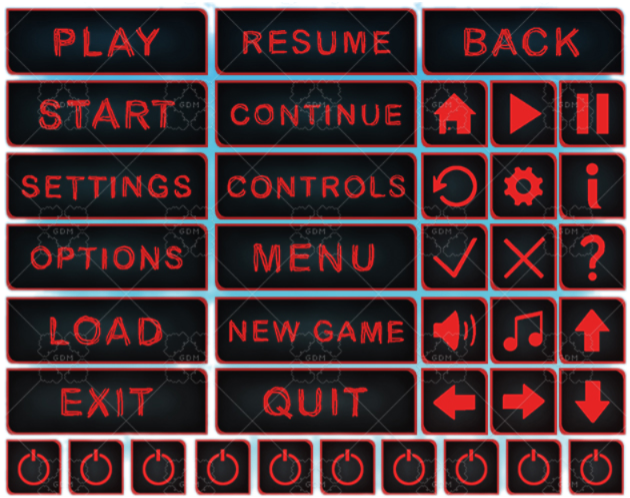 PLAY RESUME BACK
START CONTINUE
SETTINGS CONTROLS
OPTIONS MENU
LOAD NEW GAME
EXIT QUIT